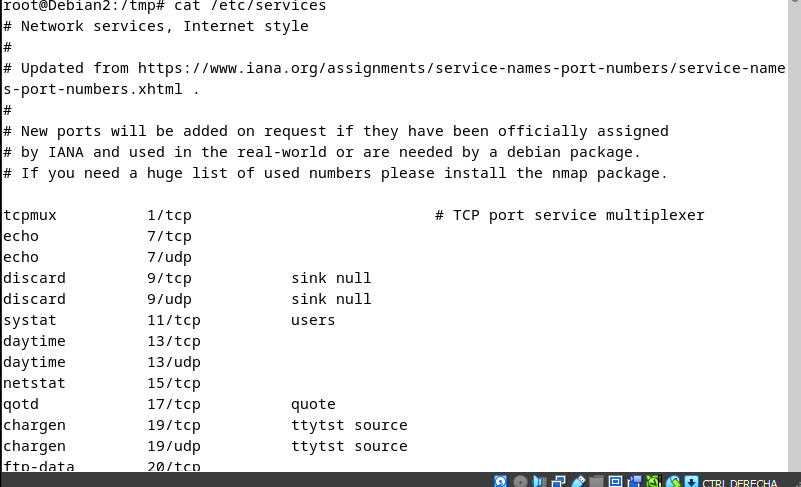 root@Debian2:/tmp# cat /etc/services
# Network services, Internet style
#
# Updated from https://www.iana.org/assignments/service-names-port-numbers/service-name
s-port-numbers.xhtml .
#
# New ports will be added on request if they have been officially assigned
# by IANA and used in the real-world or are needed by a debian package.
# If you need a huge list of used numbers please install the nmap package.

tcpmux          1/tcp                           # TCP port service multiplexer
echo            7/tcp
echo            7/udp
discard         9/tcp           sink null
discard         9/udp           sink null
systat          11/tcp          users
daytime         13/tcp
daytime         13/udp
netstat         15/tcp
qotd            17/tcp          quote
chargen         19/tcp          ttytst source
chargen         19/udp          ttytst source
ftp-data        20/tcp
CTRL DERECHA